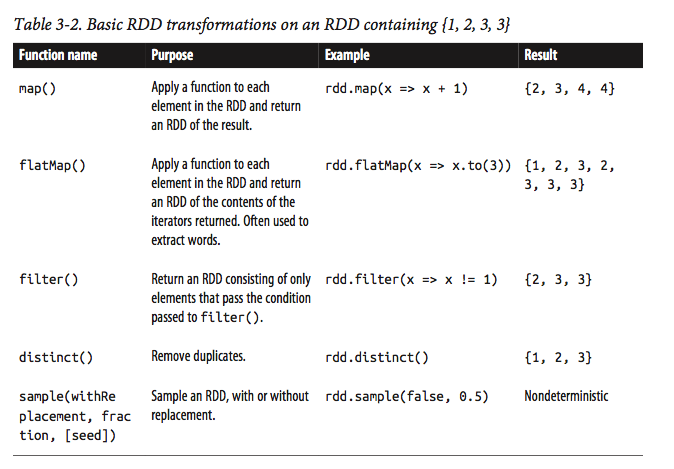 Table 3-2. Basic RDD transformations on an RDD containing {1, 2, 3, 3}
Function name Purpose Example Result
map() Apply a function to each rdd.map(x => x + 1) {2, 3, 4, 4}
element in the RDD and return
an RDD of the result.
flatMap() Apply a function to each rdd.flatMap(x => x.to(3)) {1, 2, 3, 2,
element in the RDD and return 3, 3, 3}
an RDD of the contents of the
iterators returned. Often used to
extract words.
filter() Return an RDD consisting of only rdd.filter(x => x != 1) {2, 3, 3}
elements that pass the condition
passed to filter().
distinct() Remove duplicates. rdd.distinct() {1, 2, 3}
sample(withRe Sample an RDD, with or without rdd.sample(false, 0.5) Nondeterministic
placement, frac replacement.
tion, [seed])